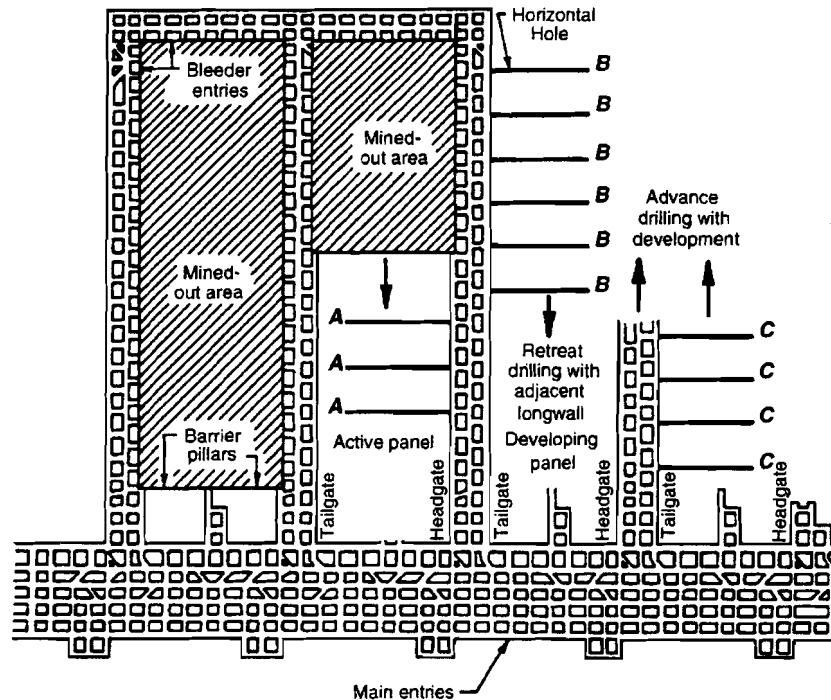 Horizontal
Hole
B
Bleeder
entries
B
Mined-
out area
B
Advance
drilling with
development
B
B
Mined-
out area
B
A
C
A
Retreat
drilling with
adjacent
longwall
C
A
C
Barrier
pillars
Active panel
Developing
panel
C
Tailgate
Headgate
Tailgate
Headgate
Tailgate
Headgate
Main entries